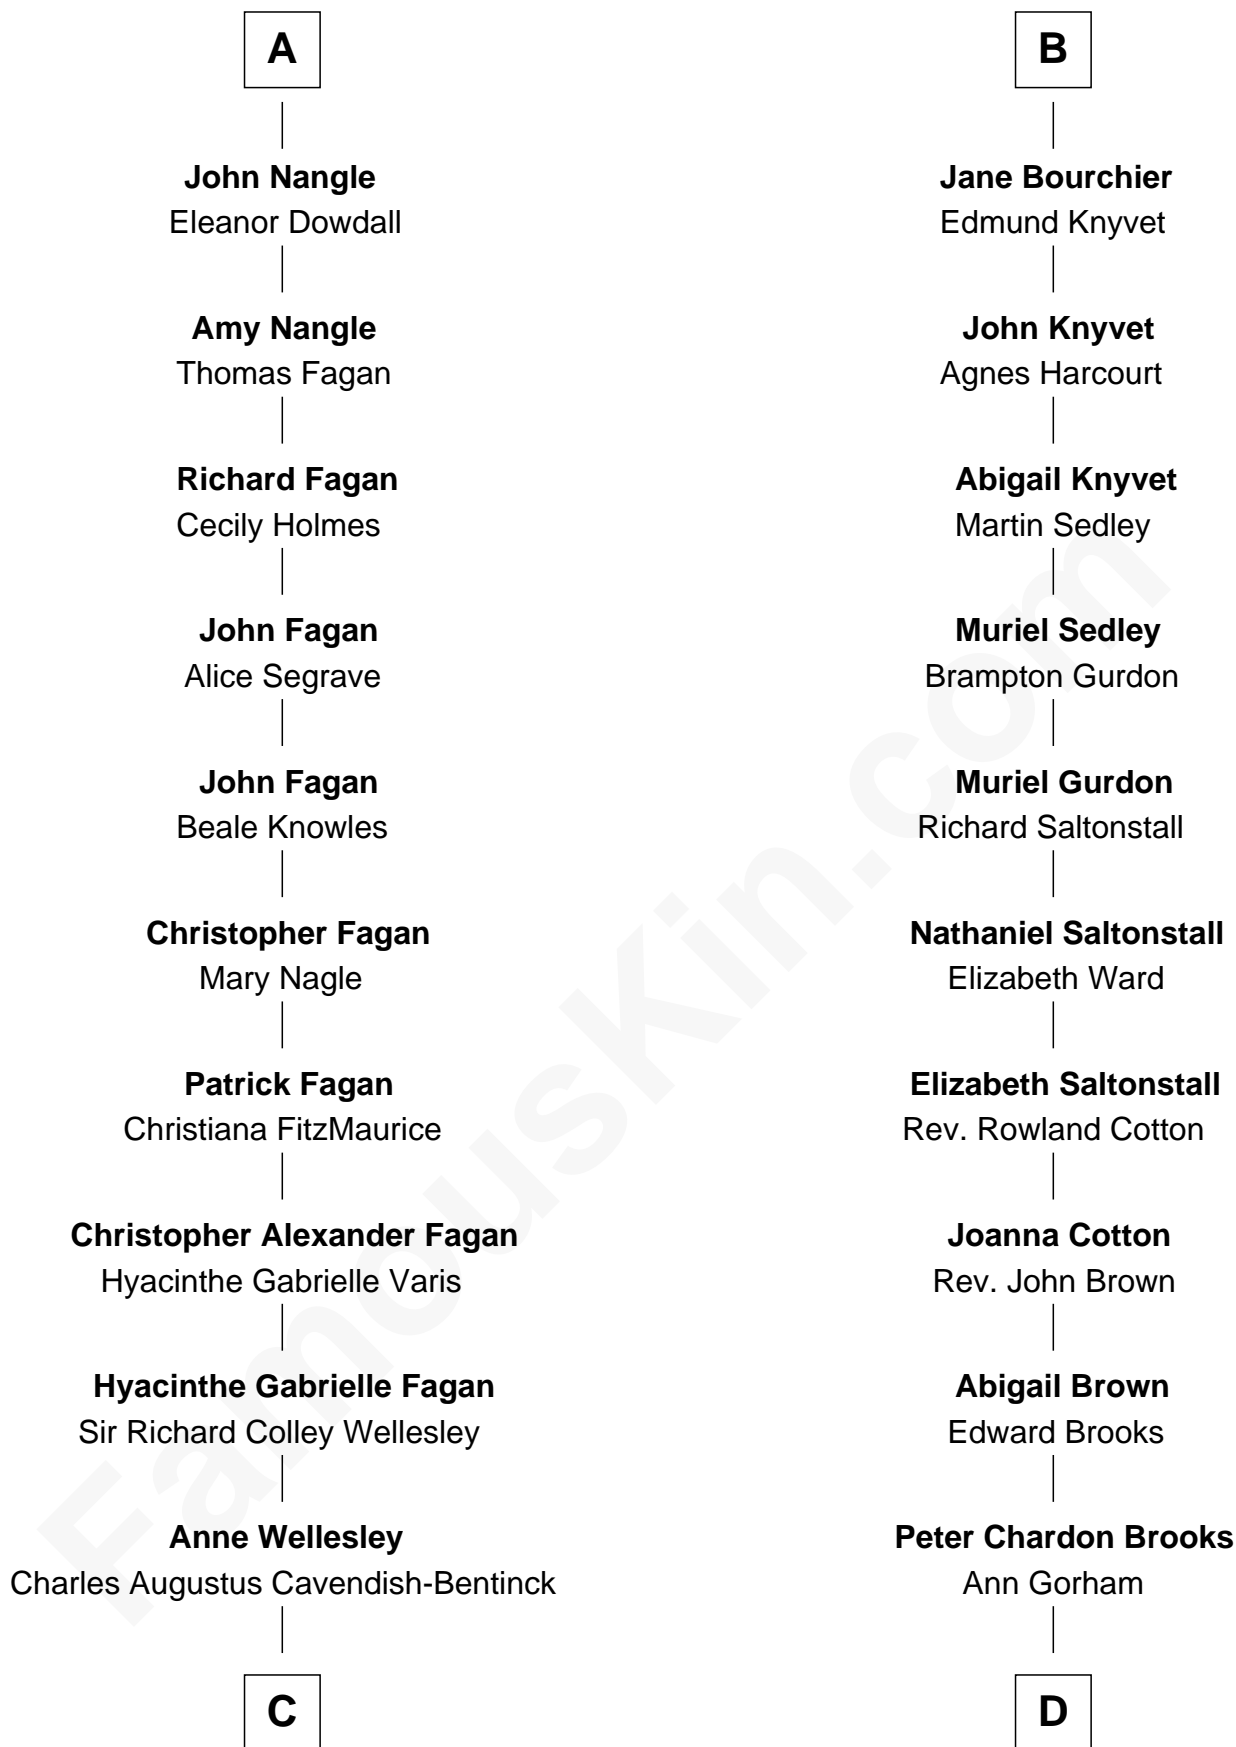 A
John Nangle
Eleanor Dowdall
Amy Nangle
Thomas Fagan
Richard Fagan
Cecily Holmes
John Fagan
Alice Segrave
John Fagan
Beale Knowles
Christopher Fagan
Mary Nagle
Patrick Fagan
Christiana FitzMaurice
Christopher Alexander Fagan
Hyacinthe Gabrielle Varis
Hyacinthe Gabrielle Fagan
Sir Richard Colley Wellesley
Anne Wellesley
Charles Augustus Cavendish-Bentinck
C
B
Jane Bourchier
Edmund Knyvet
John Knyvet
Agnes Harcourt
Abigail Knyvet
Martin Sedley
Muriel Sedley
Brampton Gurdon
Muriel Gurdon
Richard Saltonstall
Nathaniel Saltonstall
Elizabeth Ward
Elizabeth Saltonstall
Rev. Rowland Cotton
Joanna Cotton
Rev. John Brown
Abigail Brown
Edward Brooks
Peter Chardon Brooks
Ann Gorham
D
FamousKin.com